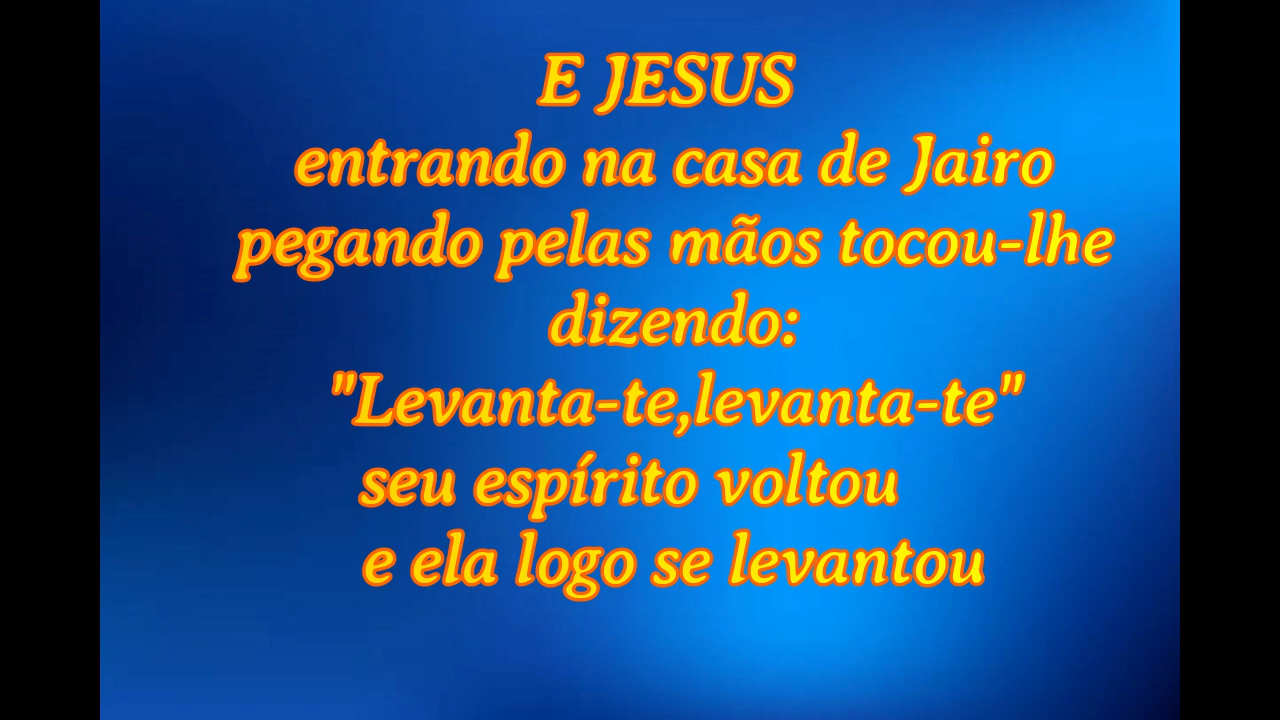 E JESUS
entrando na casa de Jairo
pegando pelas mãos tocou-lhe
dizendo:
"Levanta-te,levanta-te"
seu espírito voltou
e ela logo se levantou